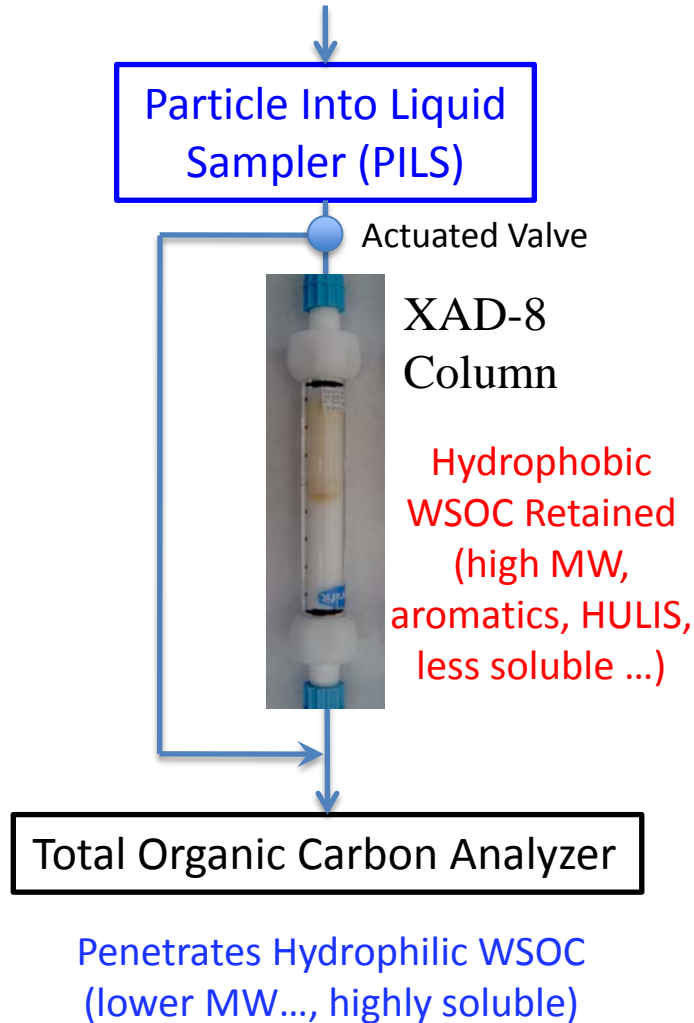 Particle Into Liquid
Sampler (PILS)
Actuated Valve
XAD-8
Column
Hydrophobic
WSOC Retained
(high MW,
aromatics, HULIS,
less soluble …)
Total Organic Carbon Analyzer
Penetrates Hydrophilic WSOC
(lower MW…, highly soluble)